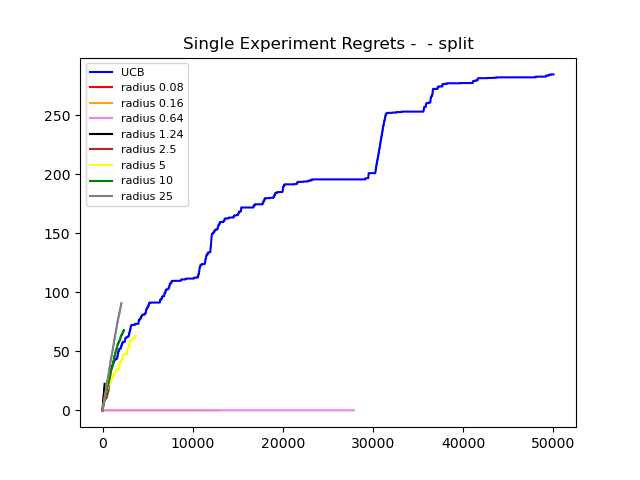 Single Experiment Regrets -  - split
UCB
radius 0.08
radius 0.16
radius 0.64
radius 1.24
radius 2.5
radius 5
radius 10
radius 25
250
200
150
100
50
0
0 10000 20000 30000 40000 50000